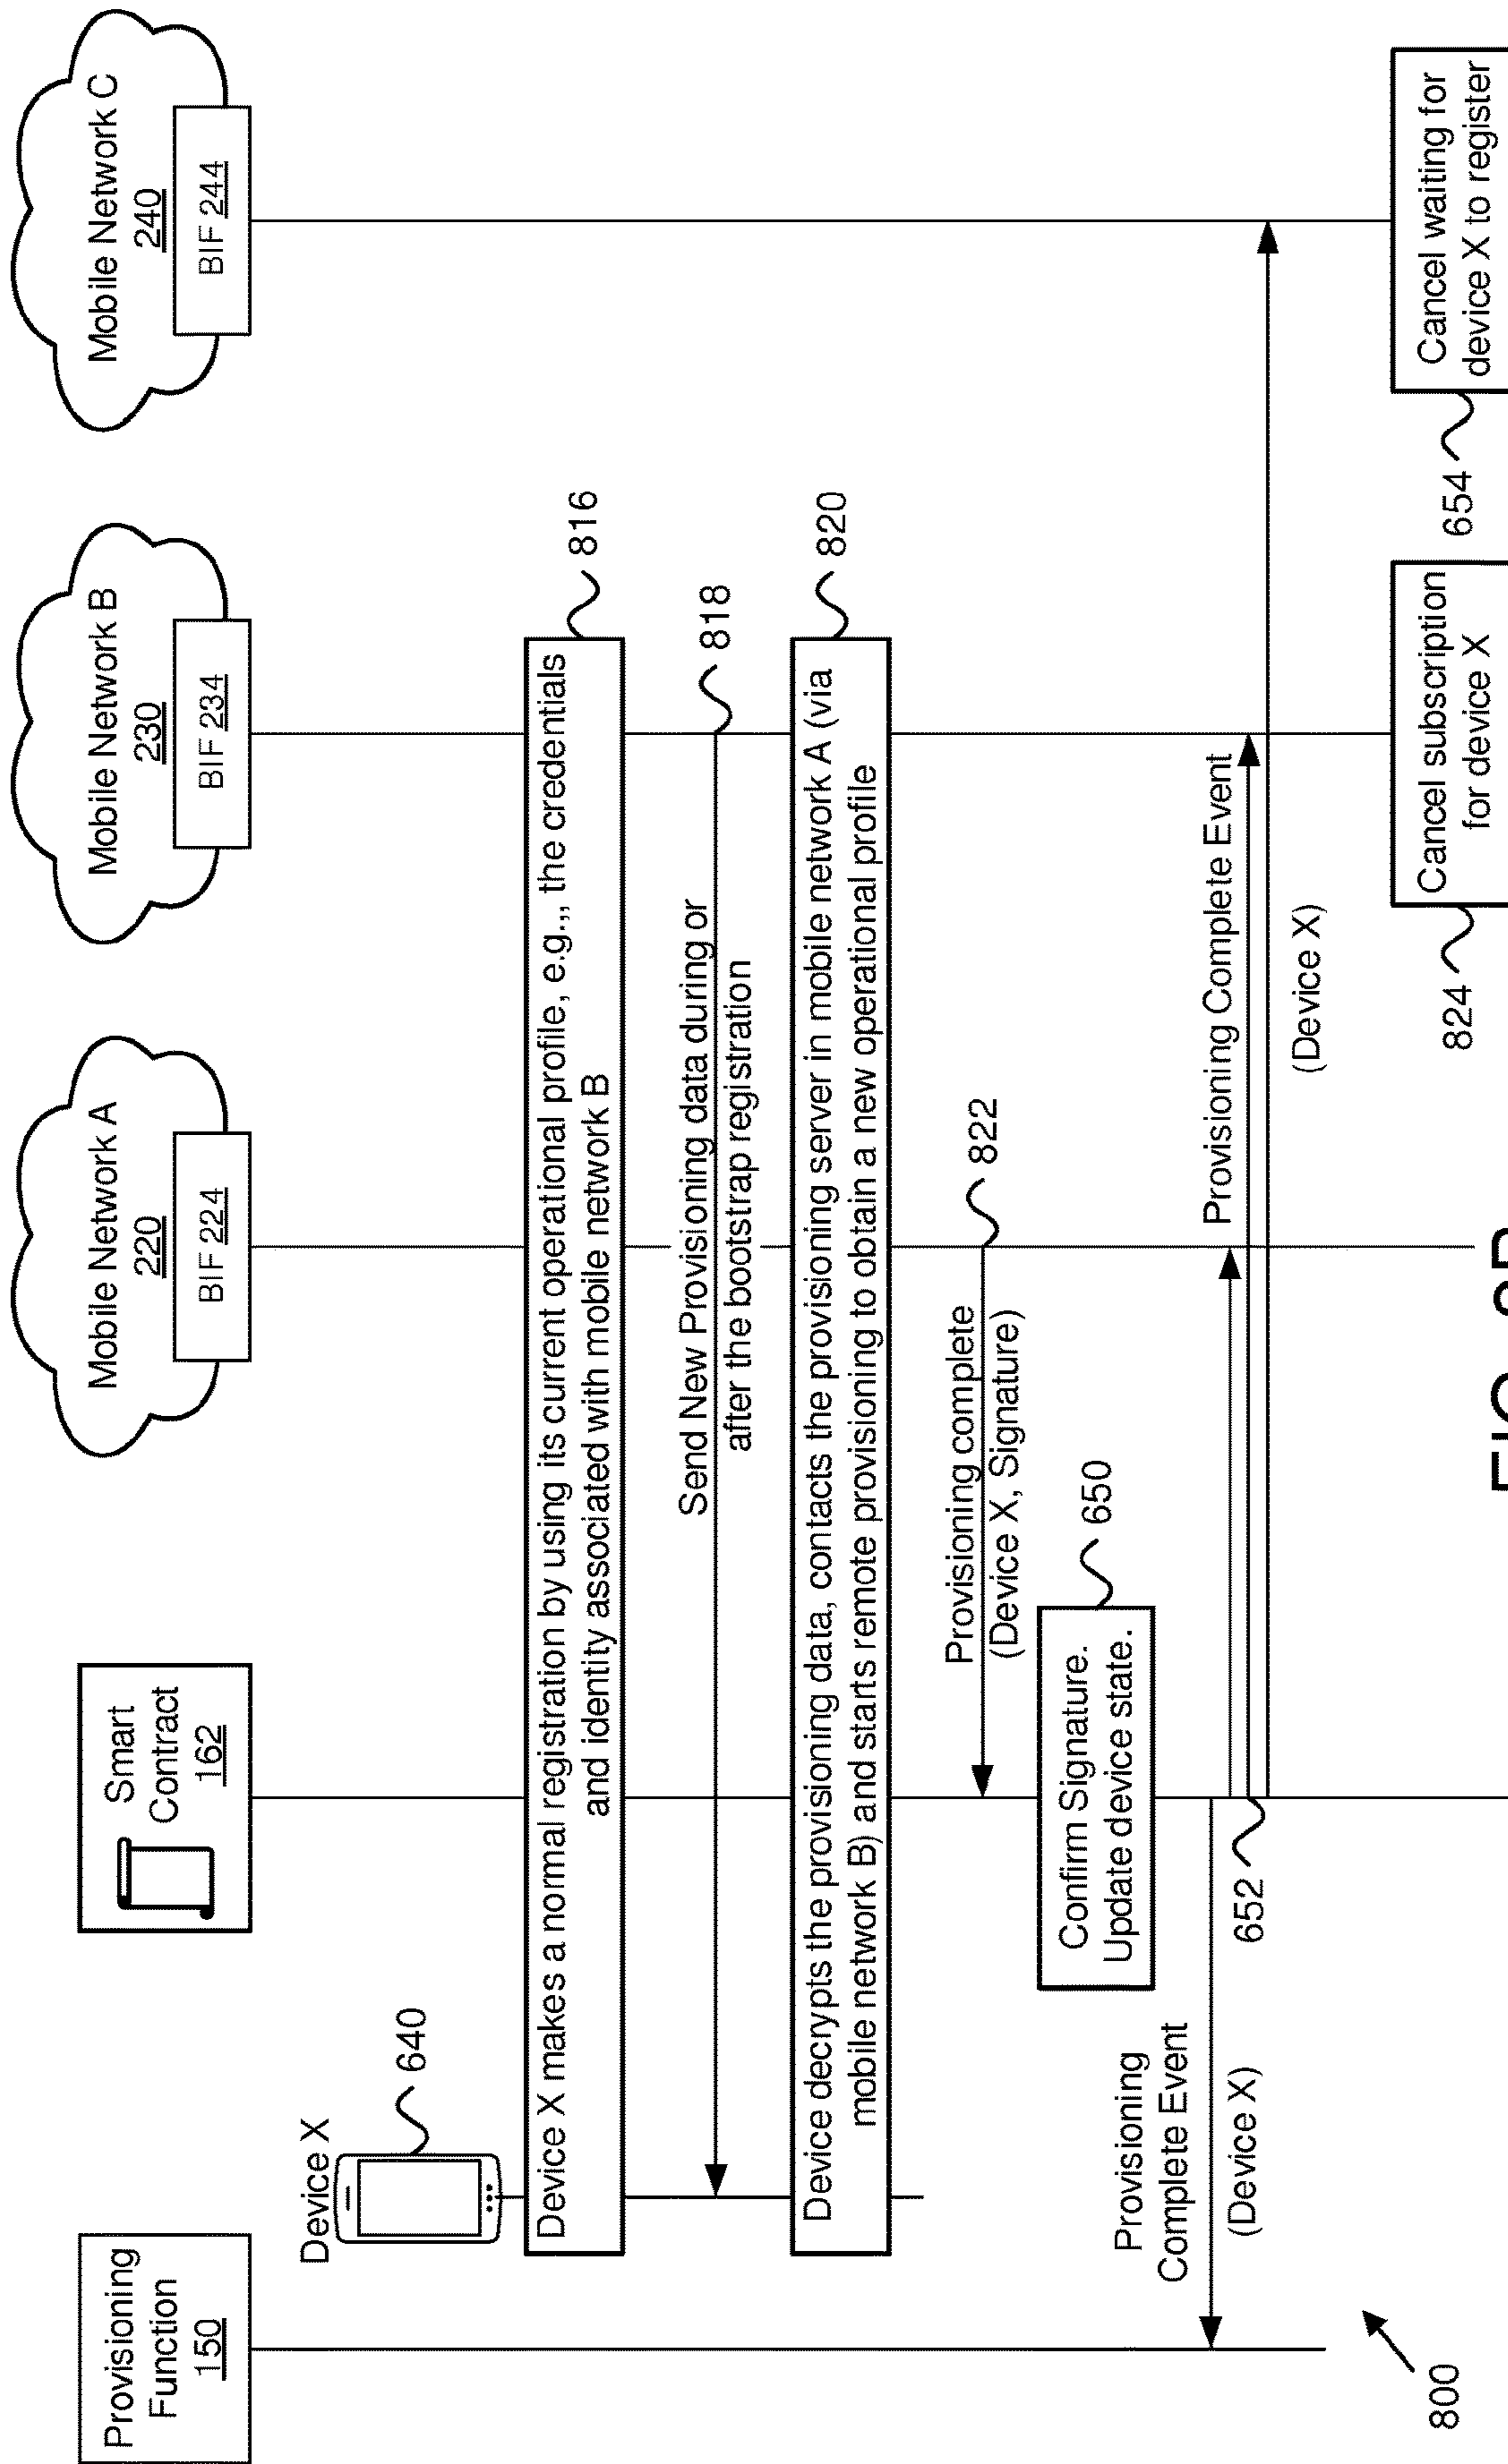 Provisioning
Function
150
Smart
Contract
162
Mobile Network A
220
BIF 224
Mobile Network B
230
BIF 234
Mobile Network C
240
BIF 244
Device X
640
Device X makes a normal registration by using its current operational profile, e.g.,, the credentials
and identity associated with mobile network B
816
Send New Provisioning data during or
after the bootstrap registration
818
Device decrypts the provisioning data, contacts the provisioning server in mobile network A (via
mobile network B) and starts remote provisioning to obtain a new operational profile
820
Provisioning complete
(Device X, Signature)
822
Confirm Signature.
Update device state.
650
Provisioning
Complete Event
(Device X)
652
Provisioning Complete Event
(Device X)
Cancel subscription
for device X
824
Cancel waiting for
device X to register
654
800